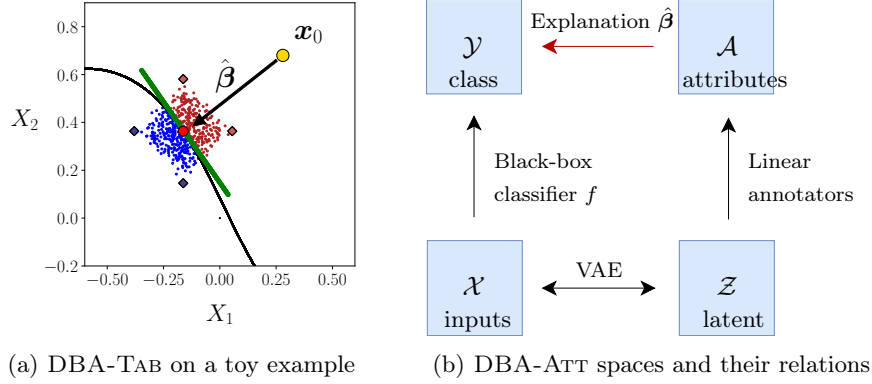 x₀
β̂
X₂
0.8
0.6
0.4
0.2
0.0
−0.2
−0.50
−0.25
0.00
0.25
0.50
X₁
(a) DBA-TAB on a toy example
𝒴
class
Explanation β̂
𝒜
attributes
Black-box
classifier f
Linear
annotators
𝒳
inputs
VAE
𝒵
latent
(b) DBA-ATT spaces and their relations